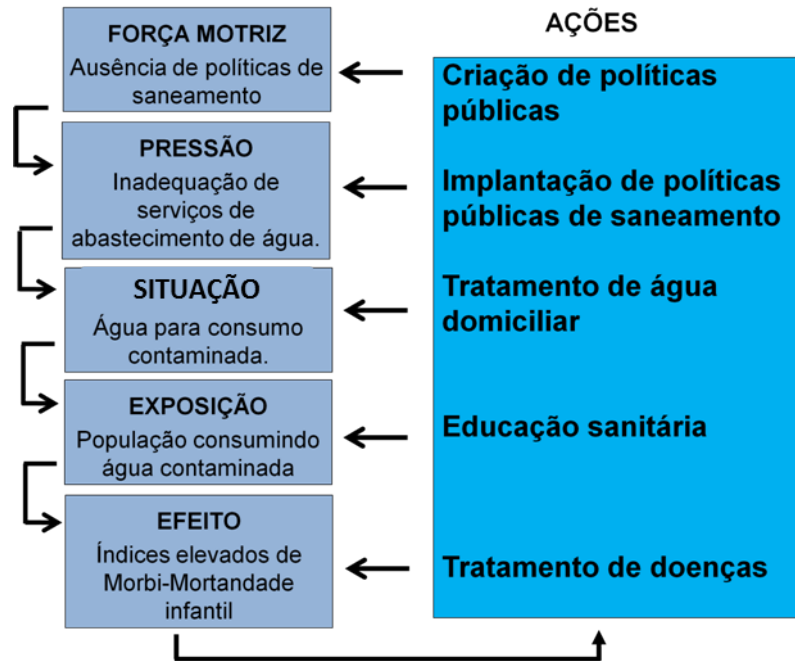 FORÇA MOTRIZ
Ausência de políticas de
saneamento
PRESSÃO
Inadequação de
serviços de
abastecimento de água.
SITUAÇÃO
Água para consumo
contaminada.
EXPOSIÇÃO
População consumindo
água contaminada
EFEITO
Índices elevados de
Morbi-Mortandade
infantil
AÇÕES
Criação de políticas
públicas
Implantação de políticas
públicas de saneamento
Tratamento de água
domiciliar
Educação sanitária
Tratamento de doenças